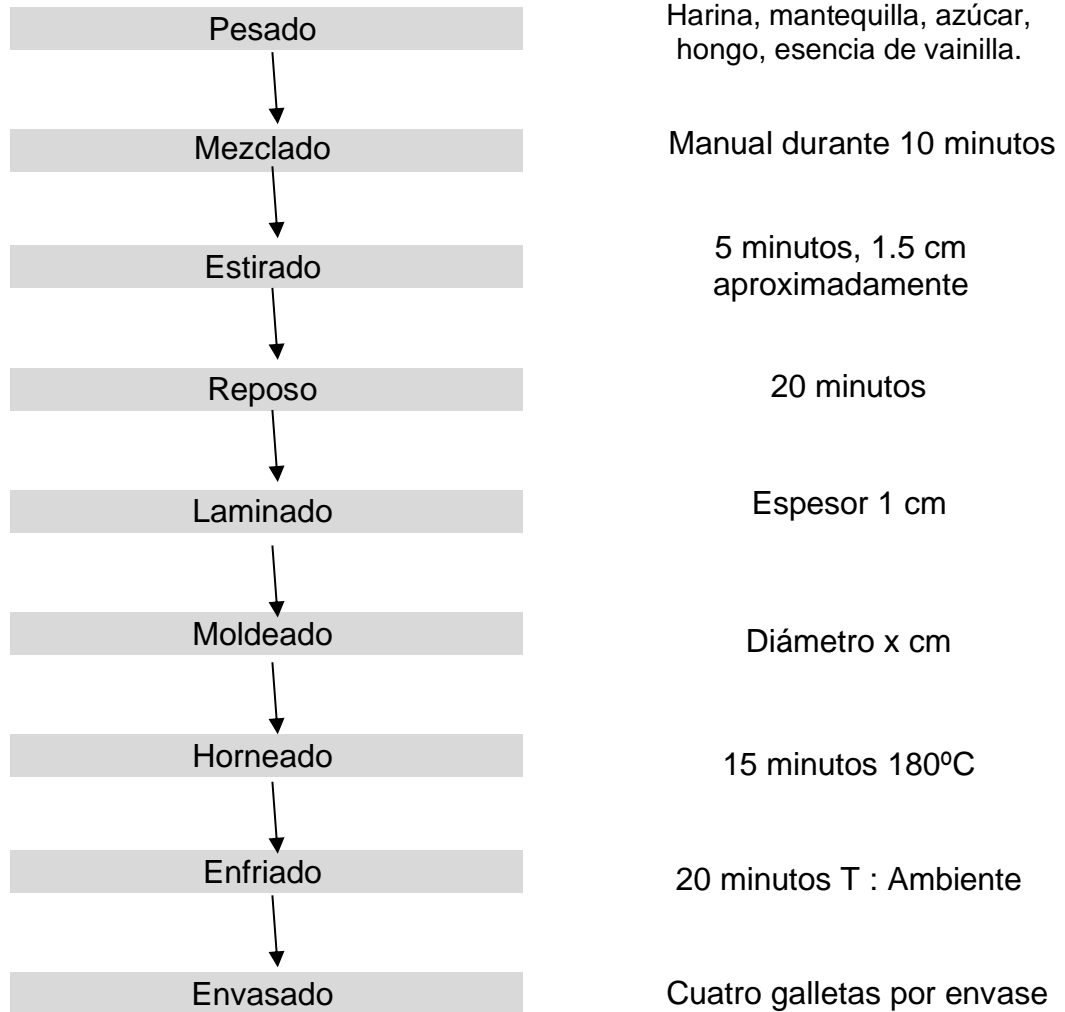 Pesado
Harina, mantequilla, azúcar,
hongo, esencia de vainilla.
Mezclado
Manual durante 10 minutos
Estirado
5 minutos, 1.5 cm
aproximadamente
Reposo
20 minutos
Laminado
Espesor 1 cm
Moldeado
Diámetro x cm
Horneado
15 minutos 180ºC
Enfriado
20 minutos T : Ambiente
Envasado
Cuatro galletas por envase